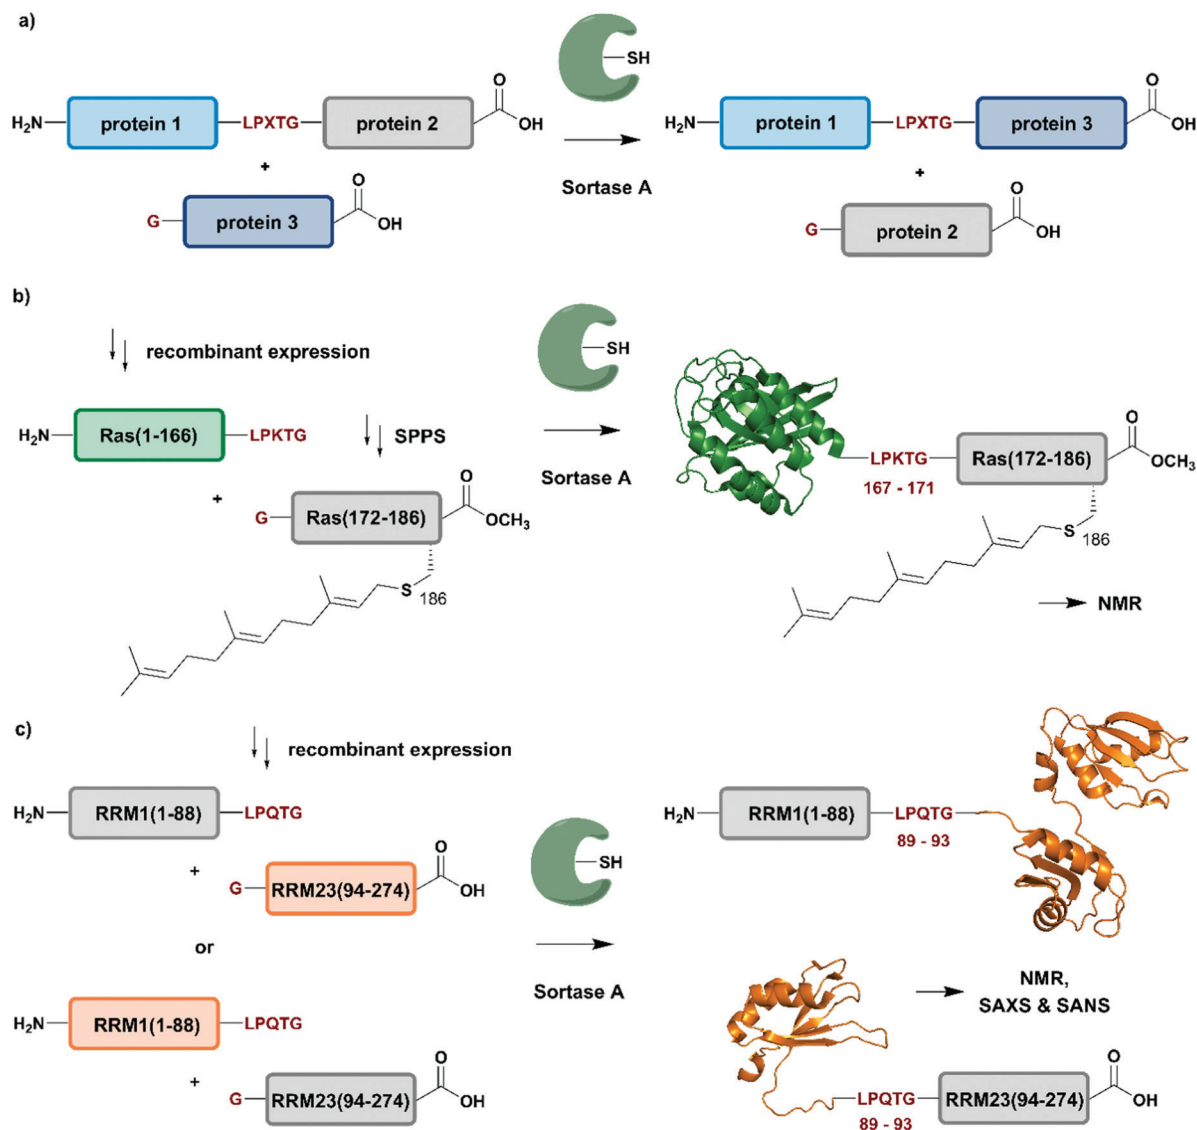 a)
SH
H₂N
protein 1
LPXTG
protein 2
O
OH
+
G
protein 3
O
OH
Sortase A
H₂N
protein 1
LPXTG
protein 3
O
OH
+
G
protein 2
O
OH
b)
recombinant expression
H₂N
Ras(1-166)
LPKTG
SPPS
+
G
Ras(172-186)
O
OCH₃
S
186
SH
Sortase A
LPKTG
167 - 171
Ras(172-186)
O
OCH₃
S
186
NMR
c)
recombinant expression
H₂N
RRM1(1-88)
LPQTG
+
G
RRM23(94-274)
O
OH
or
H₂N
RRM1(1-88)
LPQTG
+
G
RRM23(94-274)
O
OH
SH
Sortase A
H₂N
RRM1(1-88)
LPQTG
89 - 93
NMR,
SAXS & SANS
LPQTG
89 - 93
RRM23(94-274)
O
OH